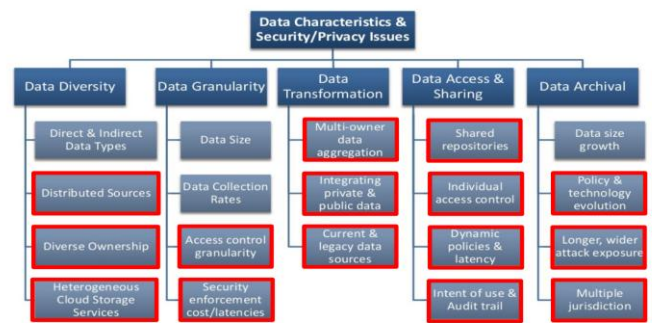 Data Characteristics &
Security/Privacy Issues
Data Diversity
Data Granularity
Data
Transformation
Data Access &
Sharing
Data Archival
Direct & Indirect
Data Types
Distributed Sources
Diverse Ownership
Heterogeneous
Cloud Storage
Services
Data Size
Data Collection
Rates
Access control
granularity
Security
enforcement
cost/latencies
Multi-owner
data
aggregation
Integrating
private &
public data
Current &
legacy data
sources
Shared
repositories
Individual
access control
Dynamic
policies &
latency
Intent of use &
Audit trail
Data size
growth
Policy &
technology
evolution
Longer, wider
attack exposure
Multiple
jurisdiction